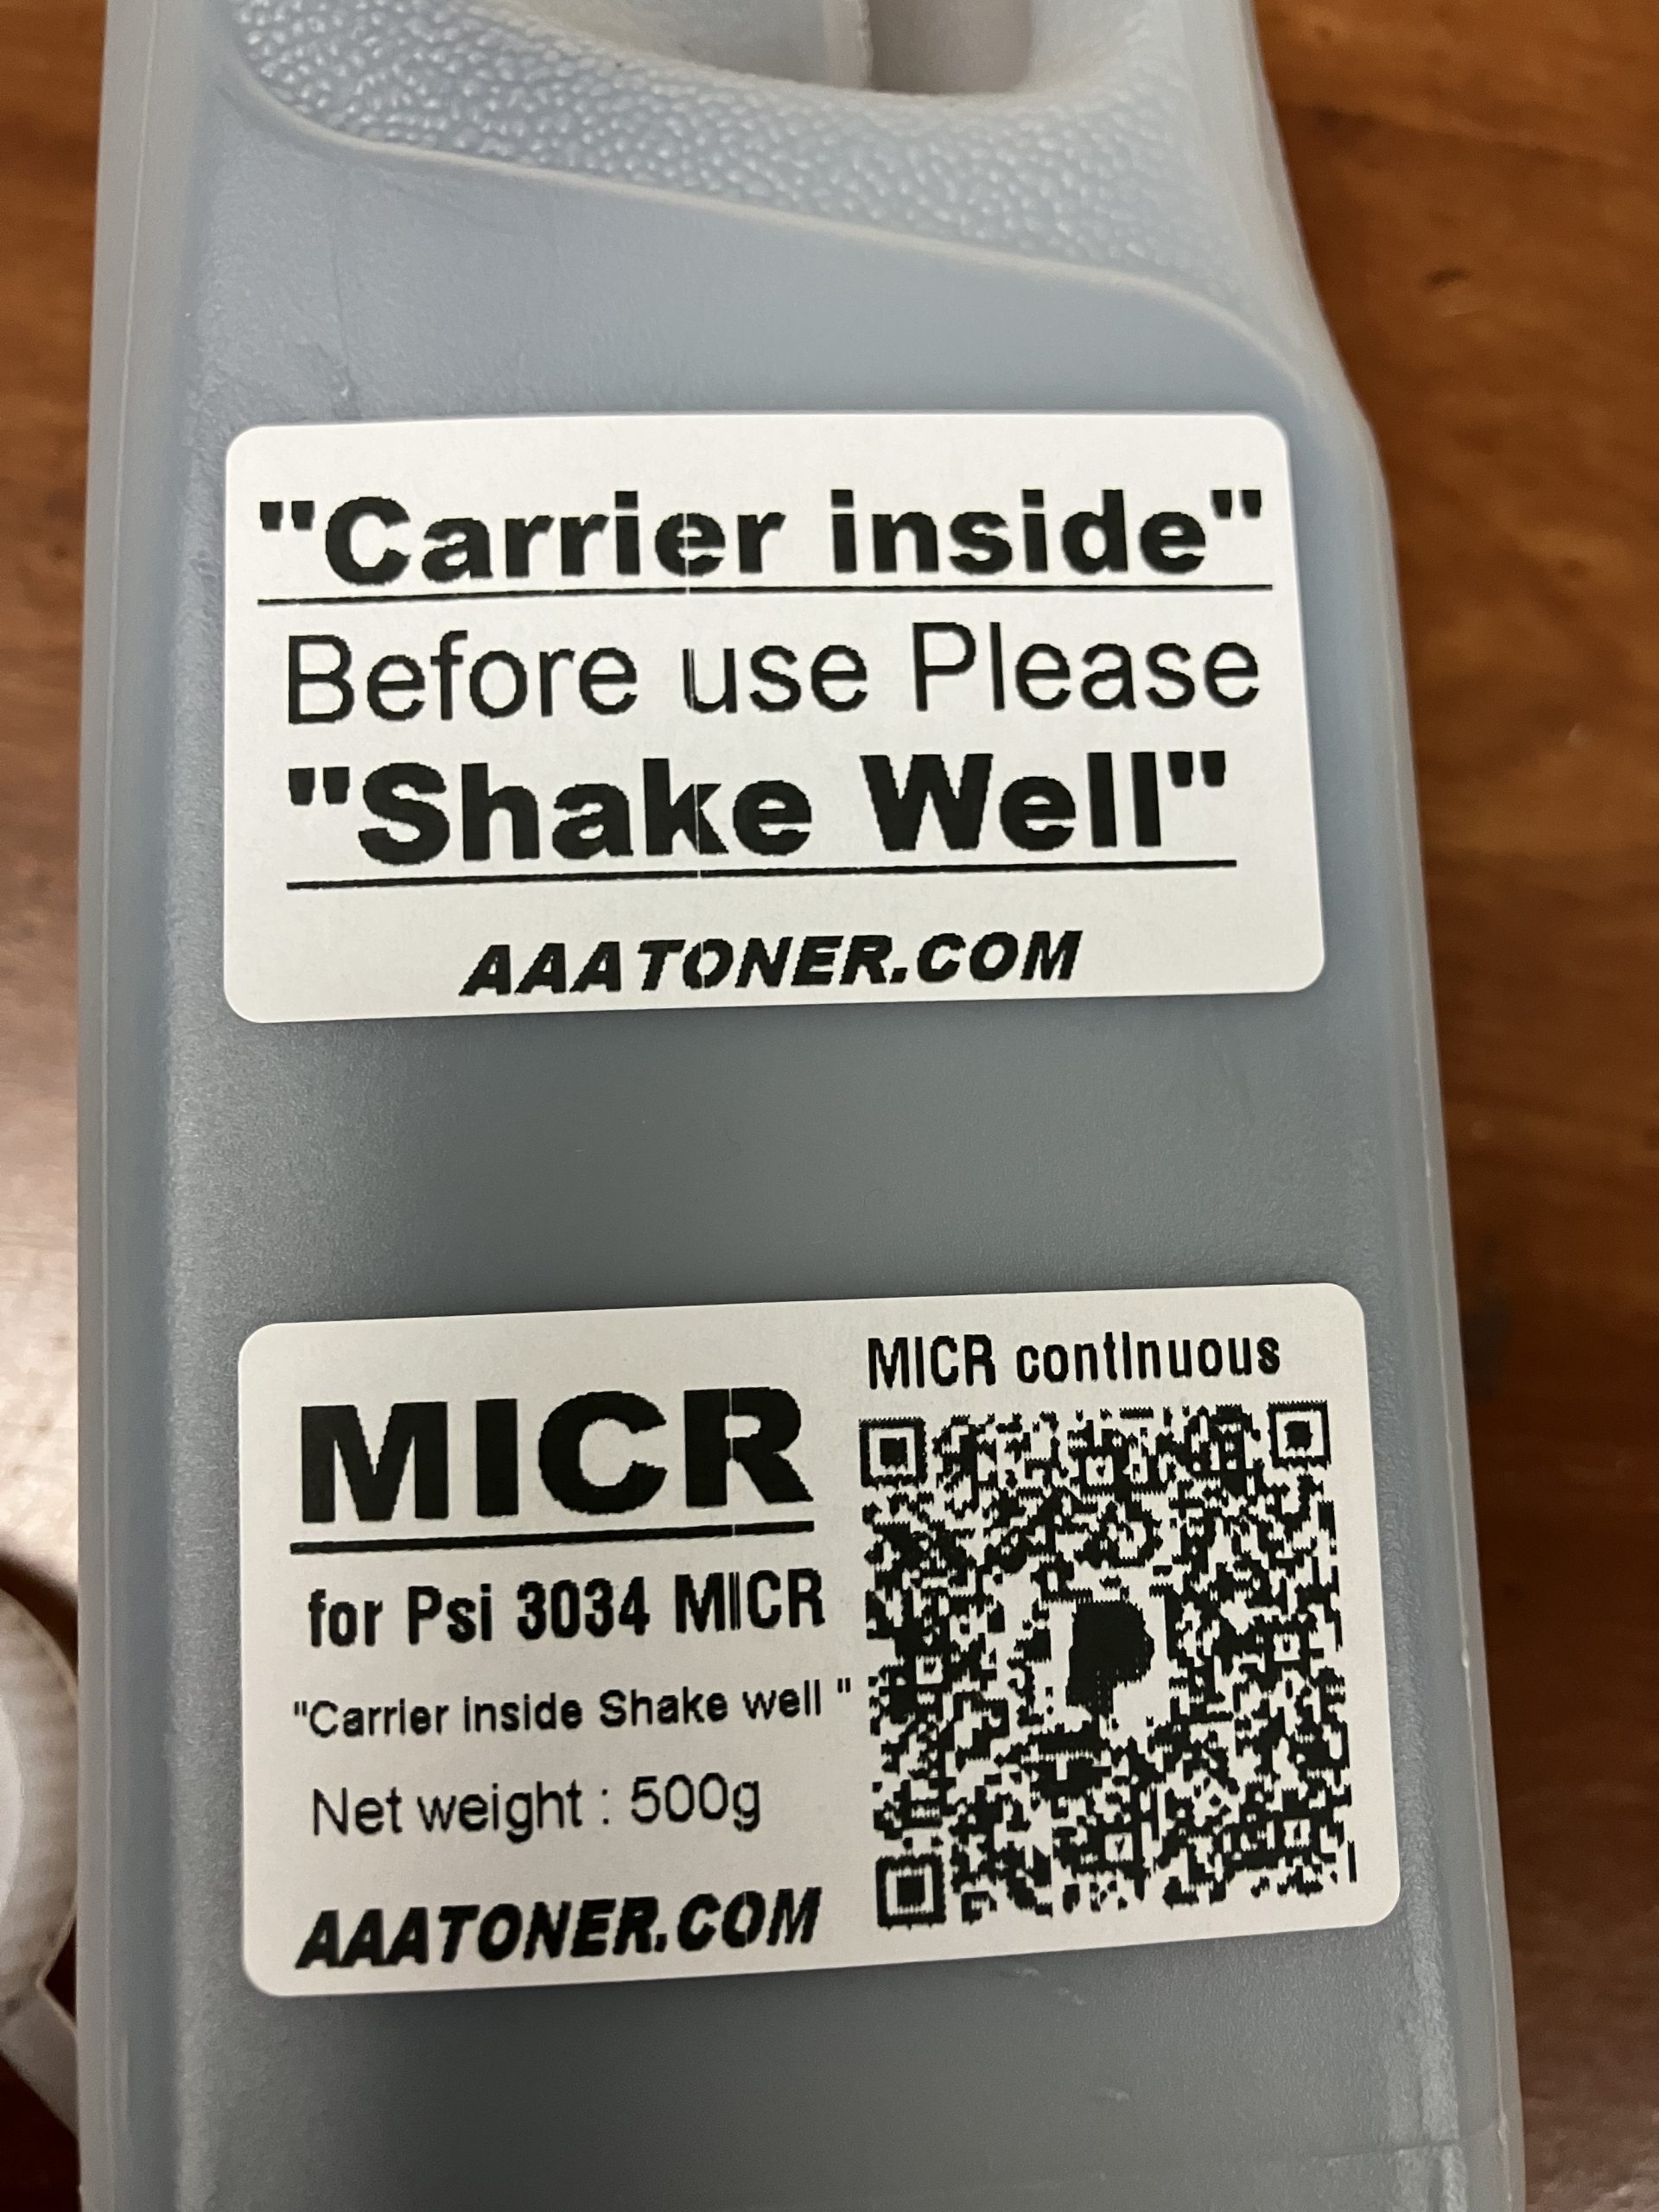 "Carrier inside"
Before use Please
"Shake Well"
AAATONER.COM
MICR continuous
MICR
for Psi 3034 MICR
"Carrier inside Shake well "
Net weight : 500g
AAATONER.COM